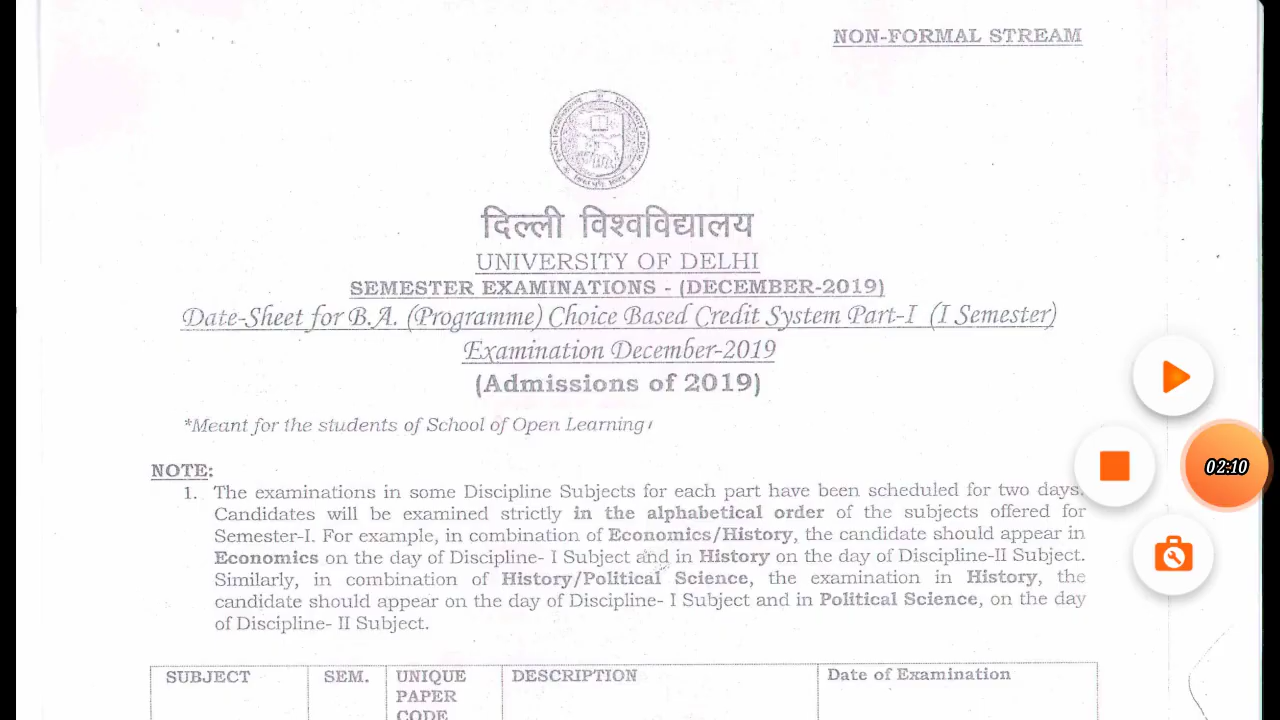 NON-FORMAL STREAM
दिल्ली विश्वविद्यालय
UNIVERSITY OF DELHI
SEMESTER EXAMINATIONS - (DECEMBER-2019)
Date-Sheet for B.A. (Programme) Choice Based Credit System Part-I (I Semester)
Examination December-2019
(Admissions of 2019)
*Meant for the students of School of Open Learning
NOTE:
1. The examinations in some Discipline Subjects for each part have been scheduled for two days.
Candidates will be examined strictly in the alphabetical order of the subjects offered for
Semester-I. For example, in combination of Economics/History, the candidate should appear in
Economics on the day of Discipline- I Subject and in History on the day of Discipline-II Subject.
Similarly, in combination of History/Political Science, the examination in History, the
candidate should appear on the day of Discipline- I Subject and in Political Science, on the day
of Discipline- II Subject.
SUBJECT SEM. UNIQUE DESCRIPTION Date of Examination
PAPER
CODE
02:10